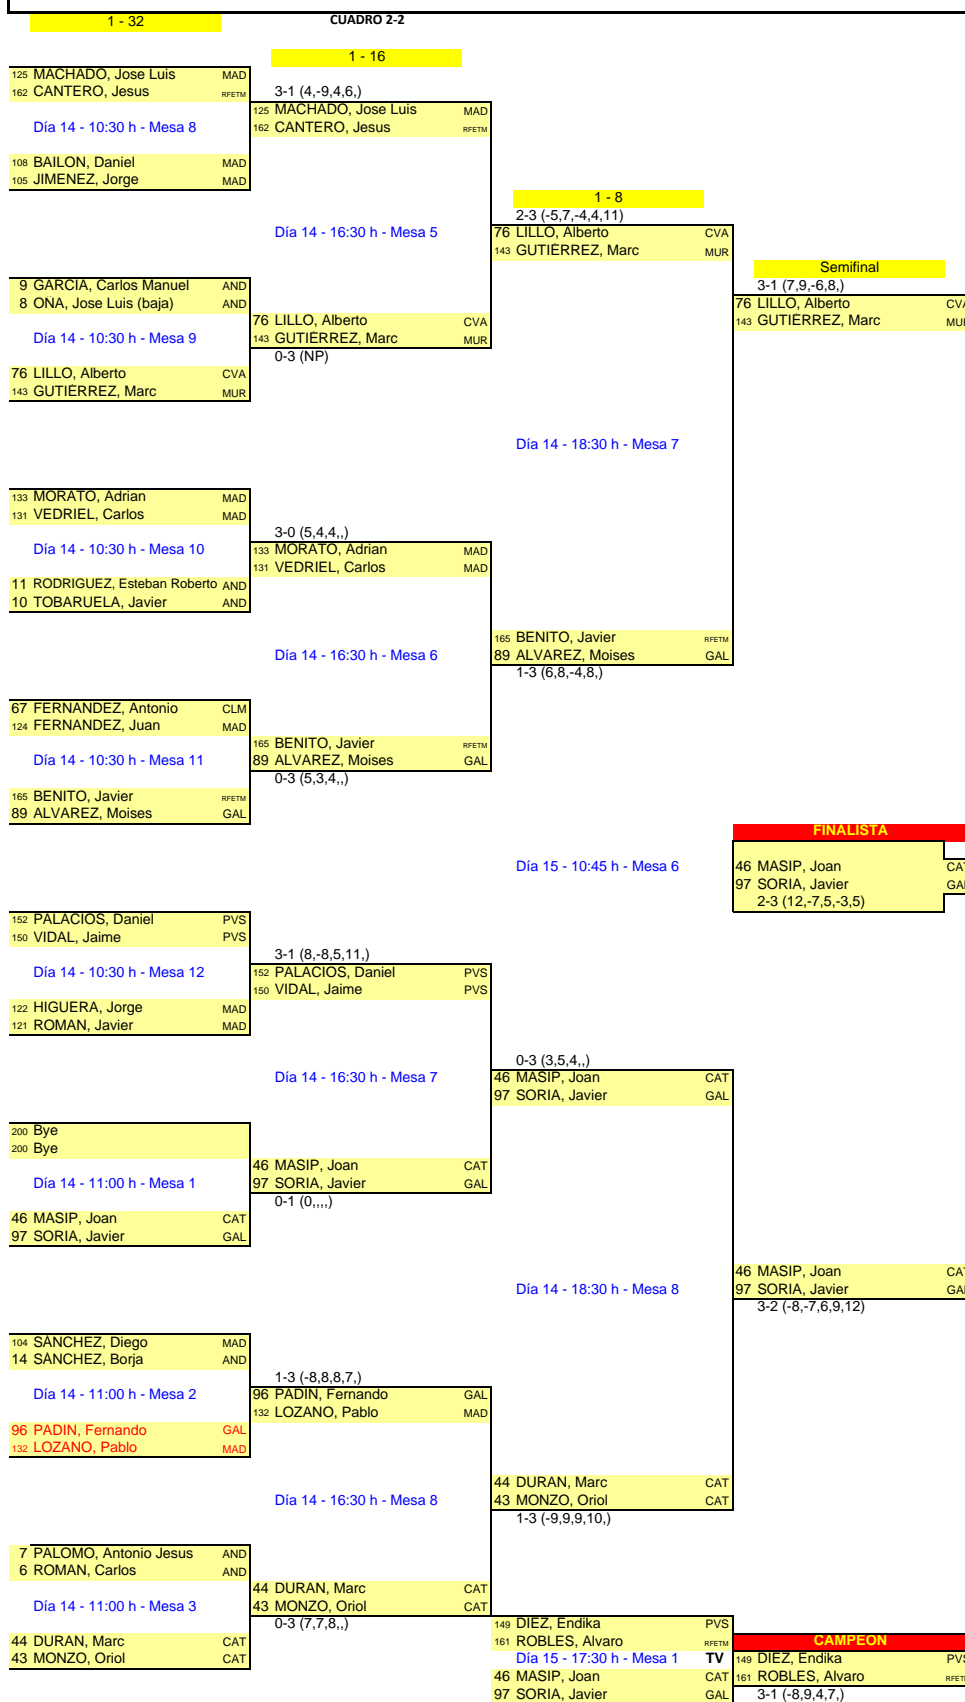 1 - 32
CUADRO 2-2
1 - 16
125 MACHADO, Jose Luis MAD
162 CANTERO, Jesus RFETM
3-1 (4,-9,4,6,)
125 MACHADO, Jose Luis MAD
162 CANTERO, Jesus RFETM
Día 14 - 10:30 h - Mesa 8
108 BAILON, Daniel MAD
105 JIMENEZ, Jorge MAD
1 - 8
2-3 (-5,7,-4,4,11)
Día 14 - 16:30 h - Mesa 5
76 LILLO, Alberto CVA
143 GUTIÉRREZ, Marc MUR
Semifinal
9 GARCÍA, Carlos Manuel AND
8 OÑA, Jose Luis (baja) AND
3-1 (7,9,-6,8,)
76 LILLO, Alberto CVA
143 GUTIÉRREZ, Marc MUR
76 LILLO, Alberto CVA
143 GUTIÉRREZ, Marc MUR
Día 14 - 10:30 h - Mesa 9
0-3 (NP)
76 LILLO, Alberto CVA
143 GUTIÉRREZ, Marc MUR
Día 14 - 18:30 h - Mesa 7
133 MORATO, Adrian MAD
131 VEDRIEL, Carlos MAD
3-0 (5,4,4,,)
133 MORATO, Adrian MAD
131 VEDRIEL, Carlos MAD
Día 14 - 10:30 h - Mesa 10
11 RODRIGUEZ, Esteban Roberto AND
10 TOBARUELA, Javier AND
165 BENITO, Javier RFETM
89 ALVAREZ, Moises GAL
Día 14 - 16:30 h - Mesa 6
1-3 (6,8,-4,8,)
67 FERNANDEZ, Antonio CLM
124 FERNANDEZ, Juan MAD
165 BENITO, Javier RFETM
89 ALVAREZ, Moises GAL
Día 14 - 10:30 h - Mesa 11
0-3 (5,3,4,,)
165 BENITO, Javier RFETM
89 ALVAREZ, Moises GAL
FINALISTA
Día 15 - 10:45 h - Mesa 6
46 MASIP, Joan CAT
97 SORIA, Javier GAL
2-3 (12,-7,5,-3,5)
152 PALACIOS, Daniel PVS
150 VIDAL, Jaime PVS
3-1 (8,-8,5,11,)
152 PALACIOS, Daniel PVS
150 VIDAL, Jaime PVS
Día 14 - 10:30 h - Mesa 12
122 HIGUERA, Jorge MAD
121 ROMAN, Javier MAD
0-3 (3,5,4,,)
46 MASIP, Joan CAT
97 SORIA, Javier GAL
Día 14 - 16:30 h - Mesa 7
200 Bye
200 Bye
46 MASIP, Joan CAT
97 SORIA, Javier GAL
Día 14 - 11:00 h - Mesa 1
0-1 (0,,,,)
46 MASIP, Joan CAT
97 SORIA, Javier GAL
Día 14 - 18:30 h - Mesa 8
46 MASIP, Joan CAT
97 SORIA, Javier GAL
3-2 (-8,-7,6,9,12)
104 SÁNCHEZ, Diego MAD
14 SÁNCHEZ, Borja AND
1-3 (-8,8,8,7,)
96 PADÍN, Fernando GAL
132 LOZANO, Pablo MAD
Día 14 - 11:00 h - Mesa 2
96 PADÍN, Fernando GAL
132 LOZANO, Pablo MAD
44 DURAN, Marc CAT
43 MONZO, Oriol CAT
Día 14 - 16:30 h - Mesa 8
1-3 (-9,9,9,10,)
7 PALOMO, Antonio Jesus AND
6 ROMAN, Carlos AND
44 DURAN, Marc CAT
43 MONZO, Oriol CAT
Día 14 - 11:00 h - Mesa 3
0-3 (7,7,8,,)
44 DURAN, Marc CAT
43 MONZO, Oriol CAT
149 DIEZ, Endika PVS
161 ROBLES, Alvaro RFETM
CAMPEÓN
Día 15 - 17:30 h - Mesa 1 TV
149 DIEZ, Endika PVS
161 ROBLES, Alvaro RFETM
46 MASIP, Joan CAT
97 SORIA, Javier GAL
3-1 (-8,9,4,7,)